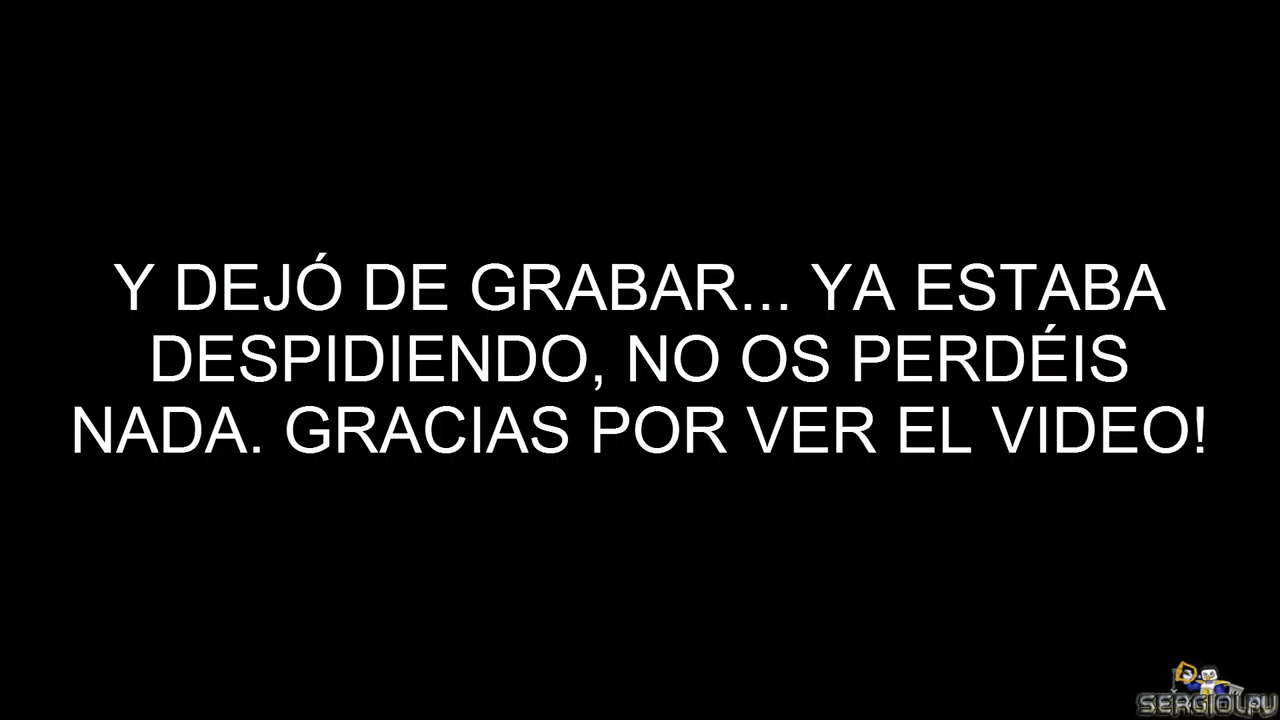 Y DEJÓ DE GRABAR... YA ESTABA
DESPIDIENDO, NO OS PERDÉIS
NADA. GRACIAS POR VER EL VIDEO!
SERGIOLPU